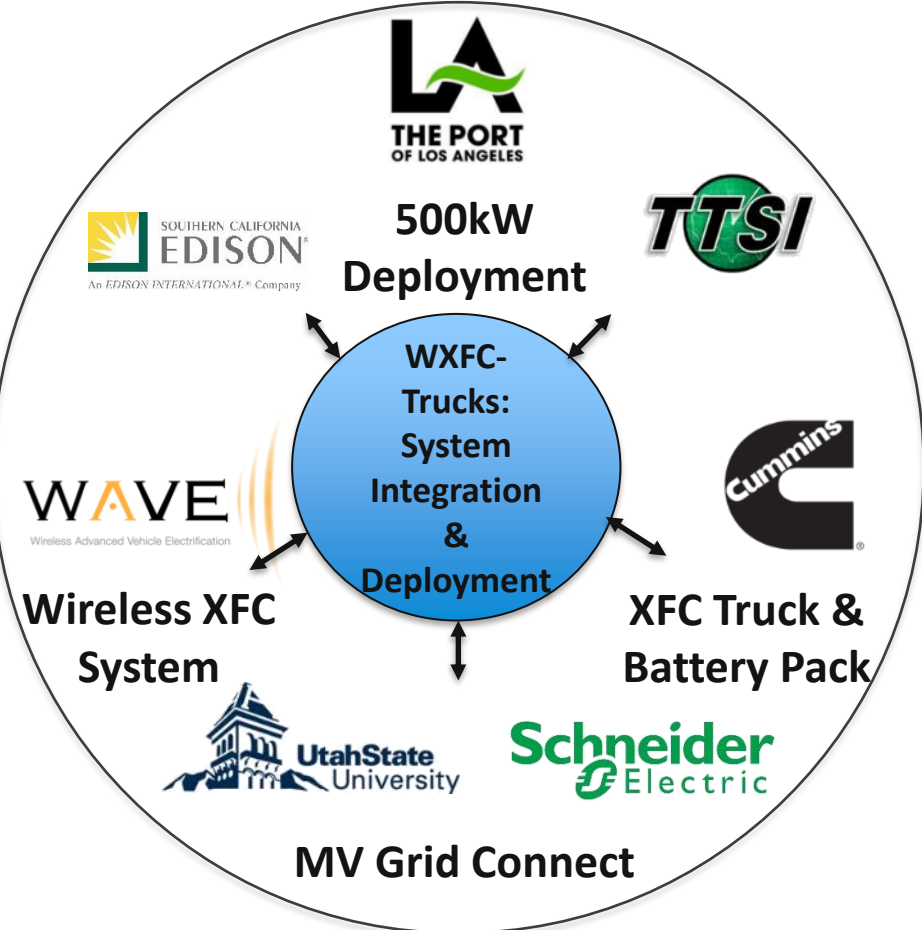 LA
THE PORT
OF LOS ANGELES
SOUTHERN CALIFORNIA
EDISON®
An EDISON INTERNATIONAL® Company
500kW
Deployment
TTSI
WXFC-
Trucks:
System
Integration
&
Deployment
WAVE
Wireless Advanced Vehicle Electrification
Cummins
®
Wireless XFC
System
XFC Truck &
Battery Pack
UtahState
University
Schneider
Electric
MV Grid Connect